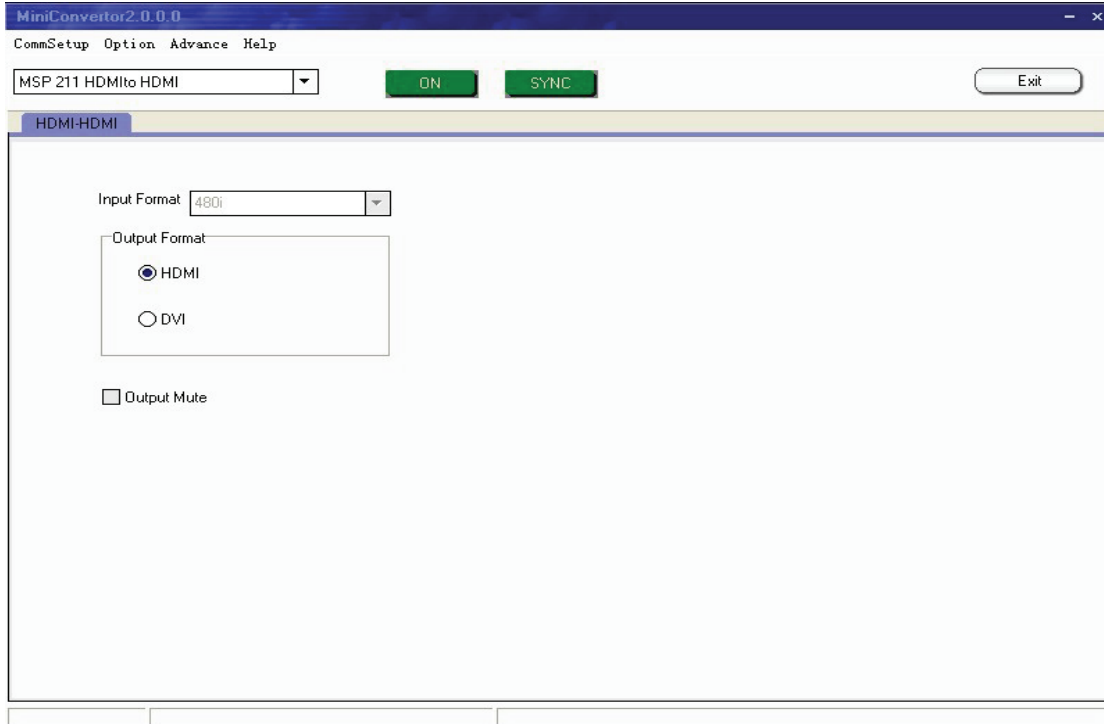 MiniConvertor2.0.0.0
CommSetup Option Advance Help
MSP 211 HDMIto HDMI ON SYNC Exit
HDMI-HDMI
Input Format 480i
Output Format
HDMI
DVI
Output Mute